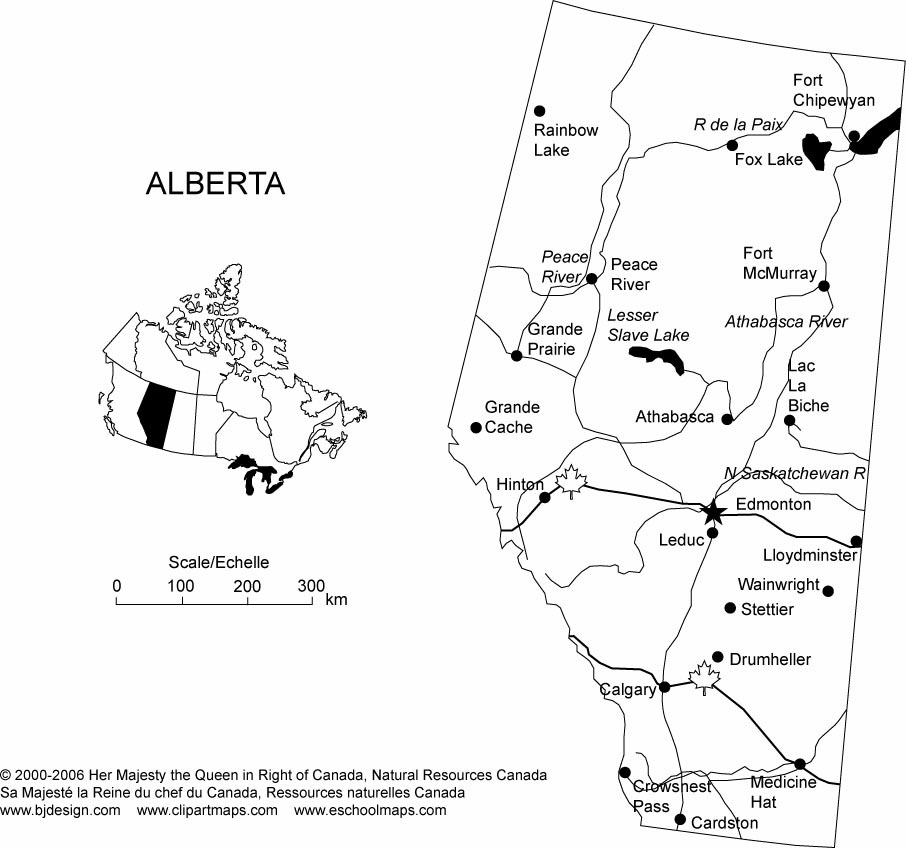 ALBERTA
Scale/Echelle
0 100 200 300
km
Fort
Chipewyan
R de la Paix
Rainbow
Lake
Fox Lake
Peace
River
Peace
River
Fort
McMurray
Lesser
Slave Lake
Athabasca River
Grande
Prairie
Lac
La
Biche
Grande
Cache
Athabasca
N Saskatchewan R
Hinton
Edmonton
Leduc
Lloydminster
Wainwright
Stettier
Drumheller
Calgary
Crowsnest
Pass
Medicine
Hat
Cardston
© 2000-2006 Her Majesty the Queen in Right of Canada, Natural Resources Canada
Sa Majesté la Reine du chef du Canada, Ressources naturelles Canada
www.bjdesign.com www.clipartmaps.com www.eschoolmaps.com